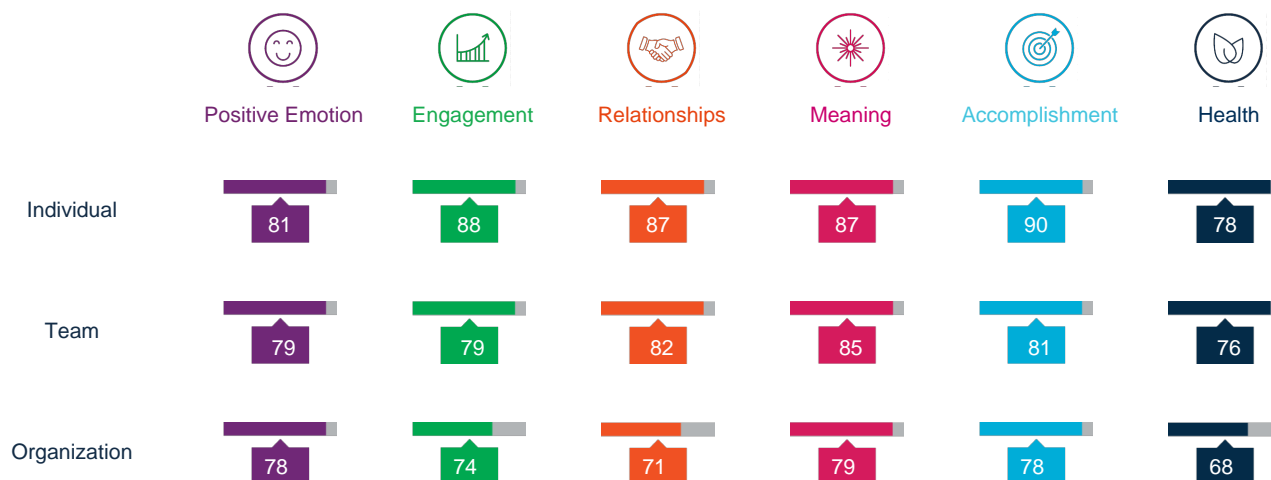 Positive Emotion Engagement Relationships Meaning Accomplishment Health
Individual
81 88 87 87 90 78
Team
79 79 82 85 81 76
Organization
78 74 71 79 78 68